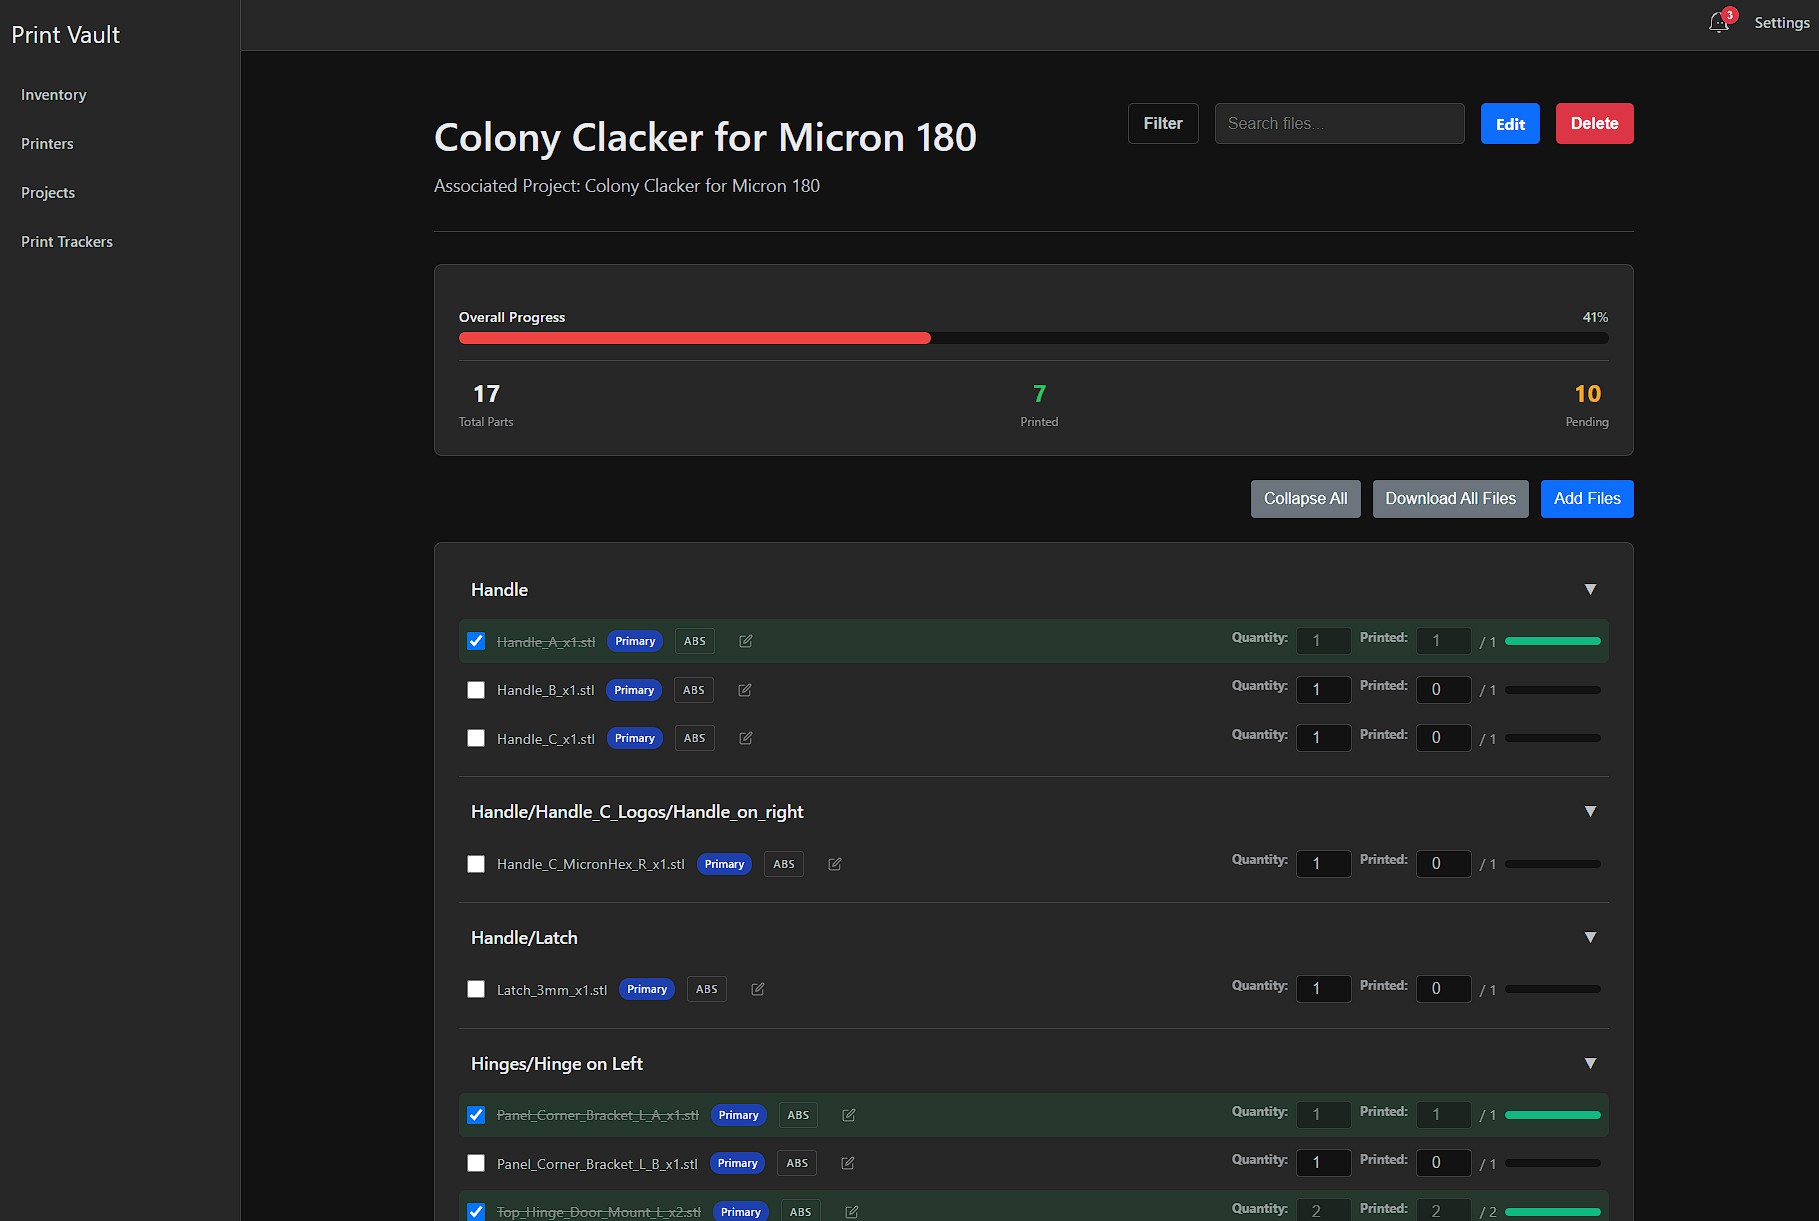 Print Vault
3
Settings
Inventory
Printers
Projects
Print Trackers
Colony Clacker for Micron 180
Filter
Search files...
Edit
Delete
Associated Project: Colony Clacker for Micron 180
Overall Progress
41%
17
7
10
Total Parts
Printed
Pending
Collapse All
Download All Files
Add Files
Handle
Handle_A_x1.stl Primary ABS Quantity: 1 Printed: 1 / 1
Handle_B_x1.stl Primary ABS Quantity: 1 Printed: 0 / 1
Handle_C_x1.stl Primary ABS Quantity: 1 Printed: 0 / 1
Handle/Handle_C_Logos/Handle_on_right
Handle_C_MicronHex_R_x1.stl Primary ABS Quantity: 1 Printed: 0 / 1
Handle/Latch
Latch_3mm_x1.stl Primary ABS Quantity: 1 Printed: 0 / 1
Hinges/Hinge on Left
Panel_Corner_Bracket_L_A_x1.stl Primary ABS Quantity: 1 Printed: 1 / 1
Panel_Corner_Bracket_L_B_x1.stl Primary ABS Quantity: 1 Printed: 0 / 1
Top_Hinge_Door_Mount_L_x2.stl Primary ABS Quantity: 2 Printed: 2 / 2